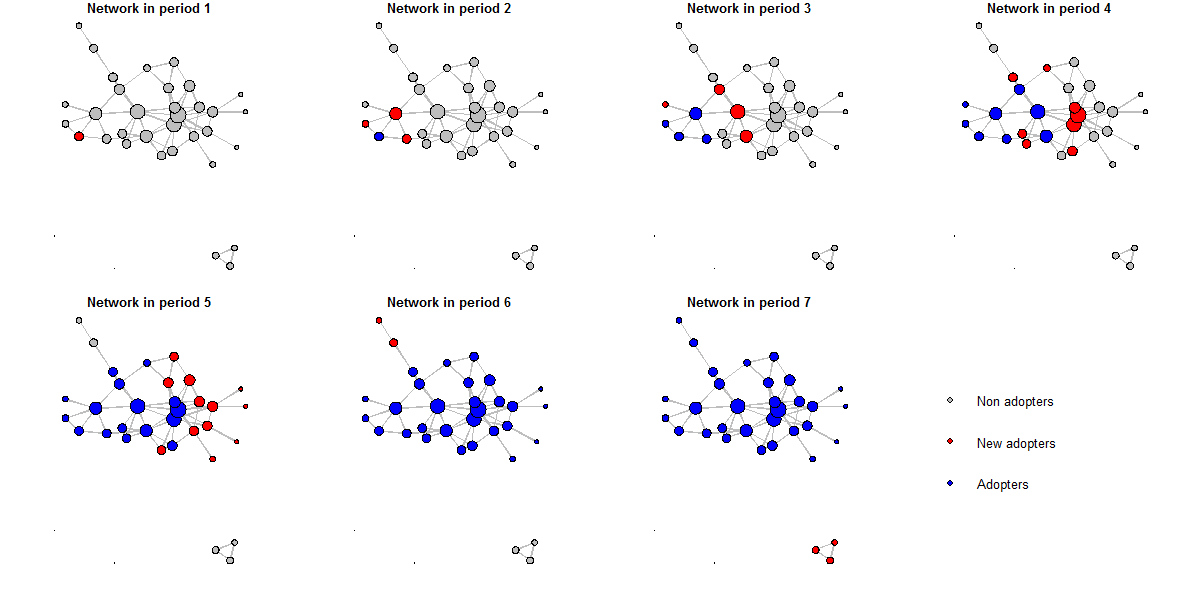 Network in period 1
Network in period 2
Network in period 3
Network in period 4
Network in period 5
Network in period 6
Network in period 7
Non adopters
New adopters
Adopters